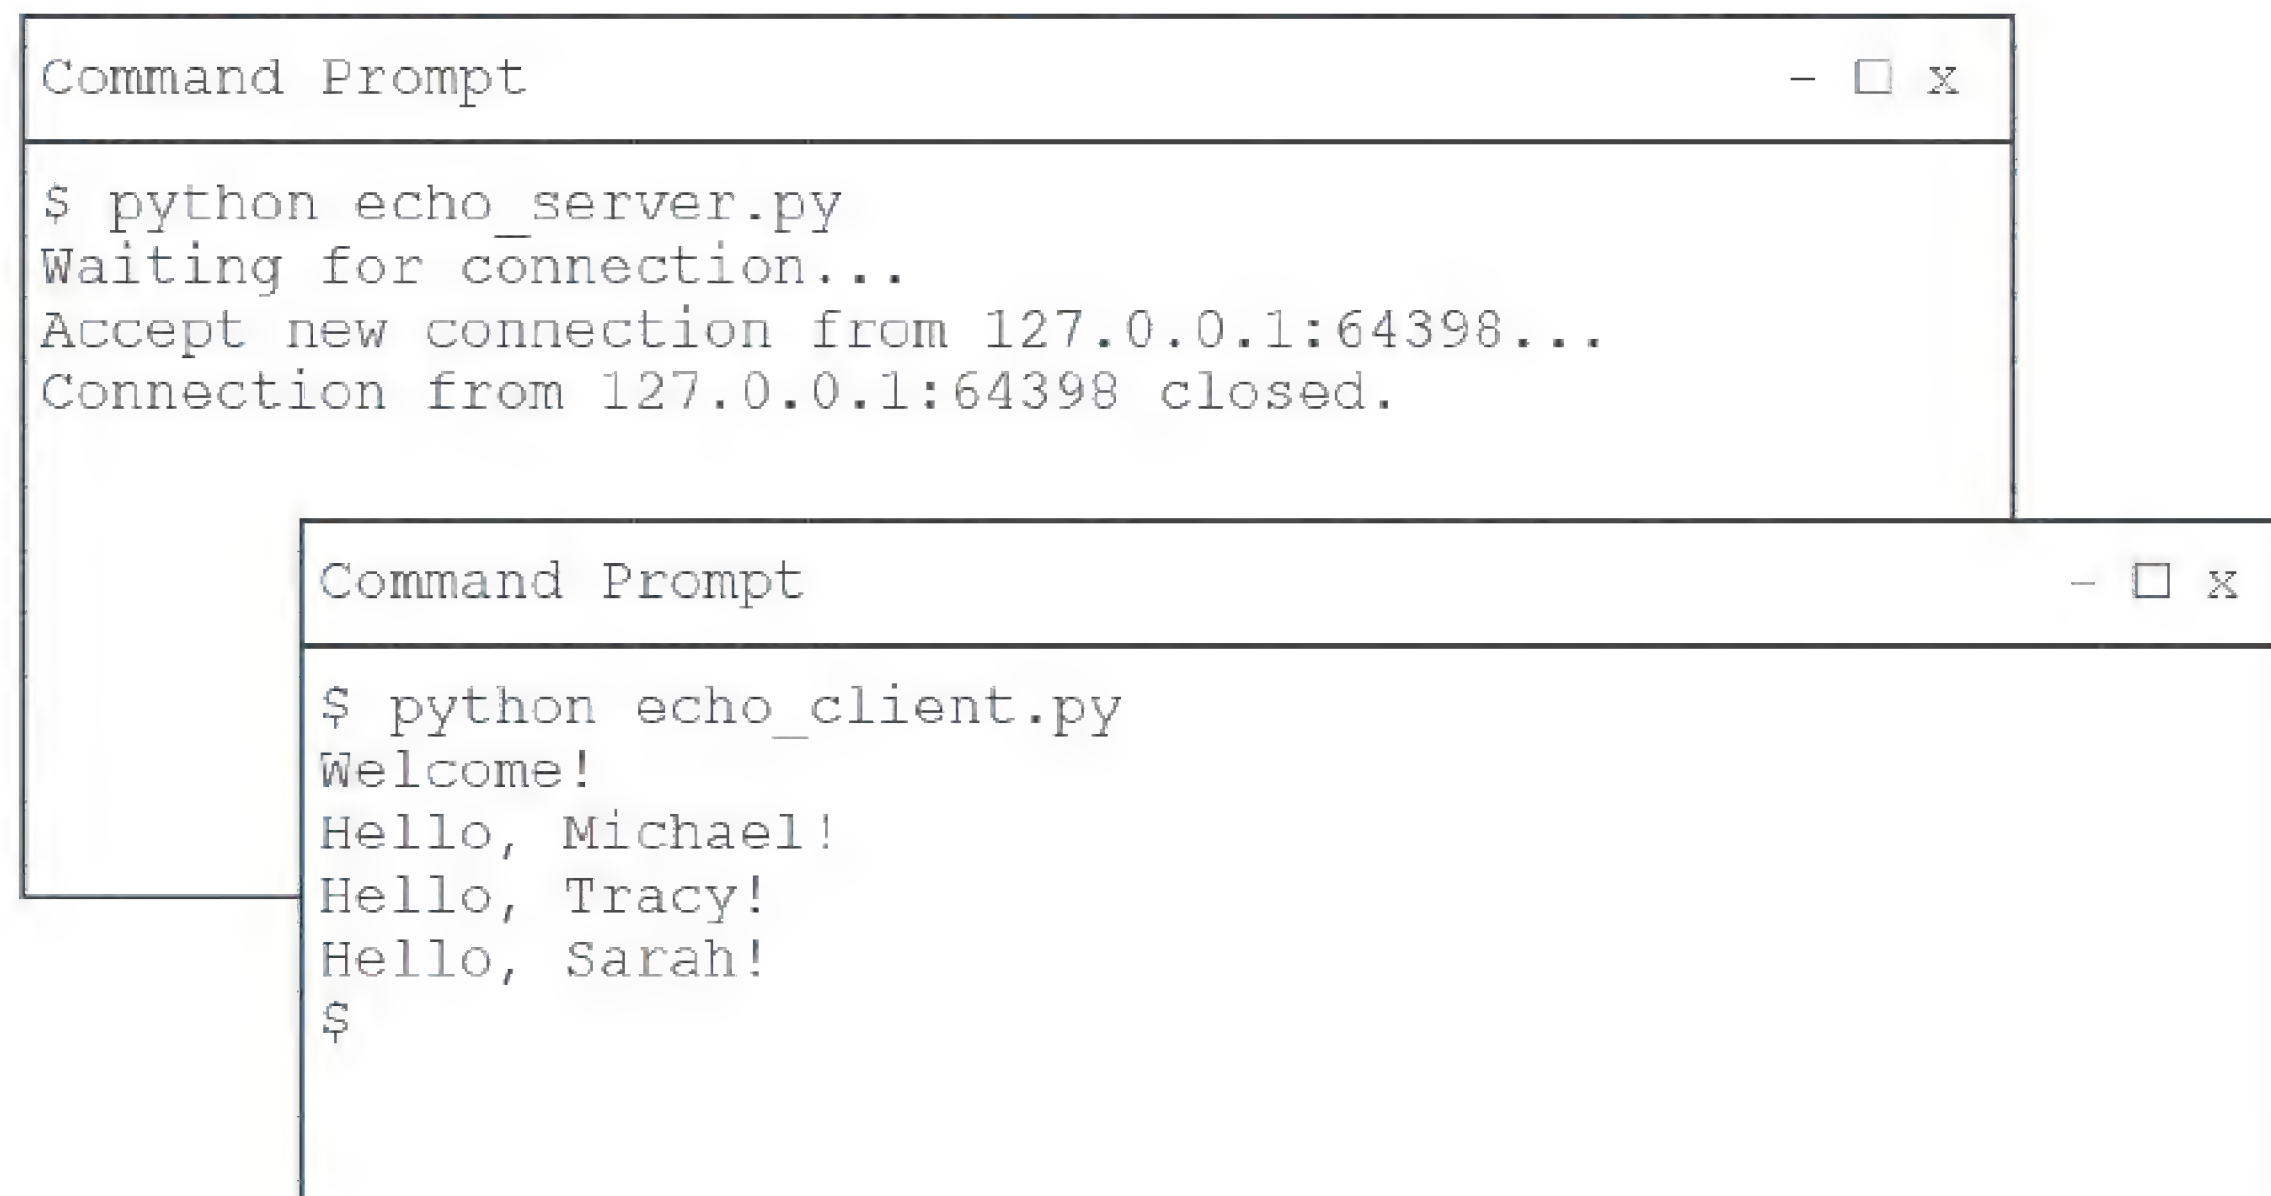 Command Prompt - □ x
$ python echo_server.py
Waiting for connection...
Accept new connection from 127.0.0.1:64398...
Connection from 127.0.0.1:64398 closed.
Command Prompt - □ x
$ python echo_client.py
Welcome!
Hello, Michael!
Hello, Tracy!
Hello, Sarah!
$